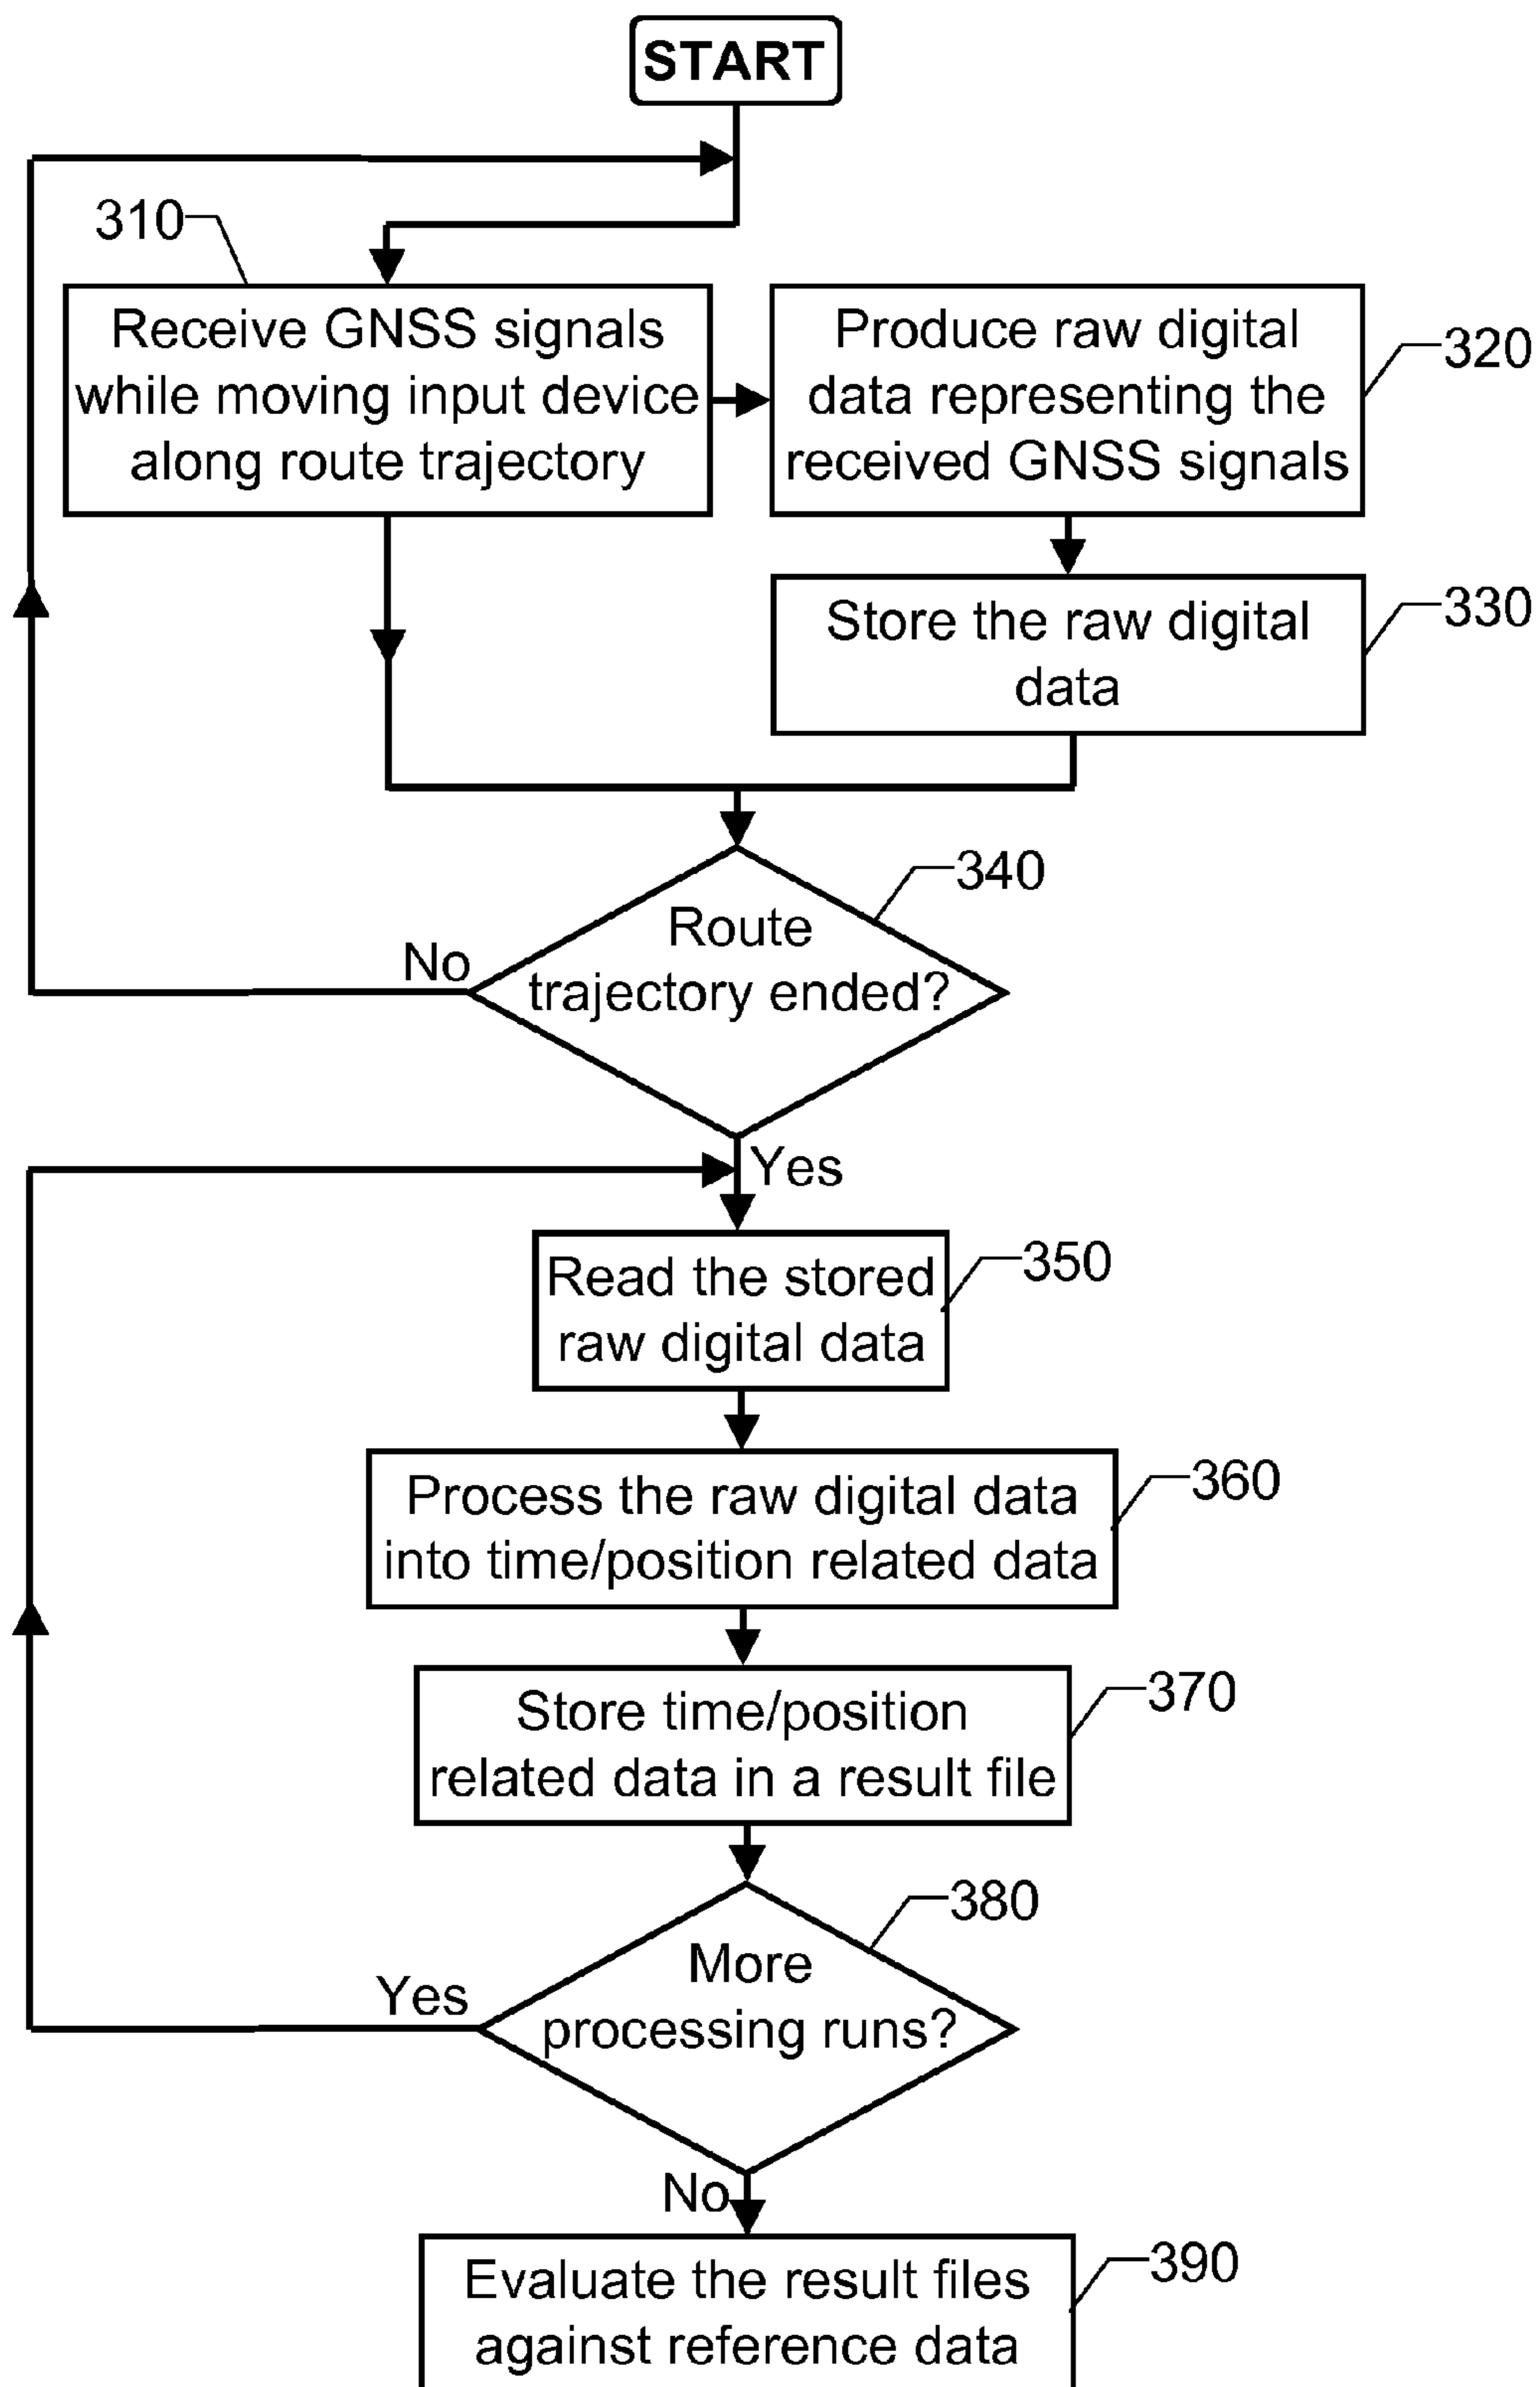 START
310
Receive GNSS signals
while moving input device
along route trajectory
Produce raw digital
data representing the
received GNSS signals
320
Store the raw digital
data
330
340
Route
trajectory ended?
No
Yes
Read the stored
raw digital data
350
Process the raw digital data
into time/position related data
360
Store time/position
related data in a result file
370
380
More
processing runs?
Yes
No
Evaluate the result files
against reference data
390